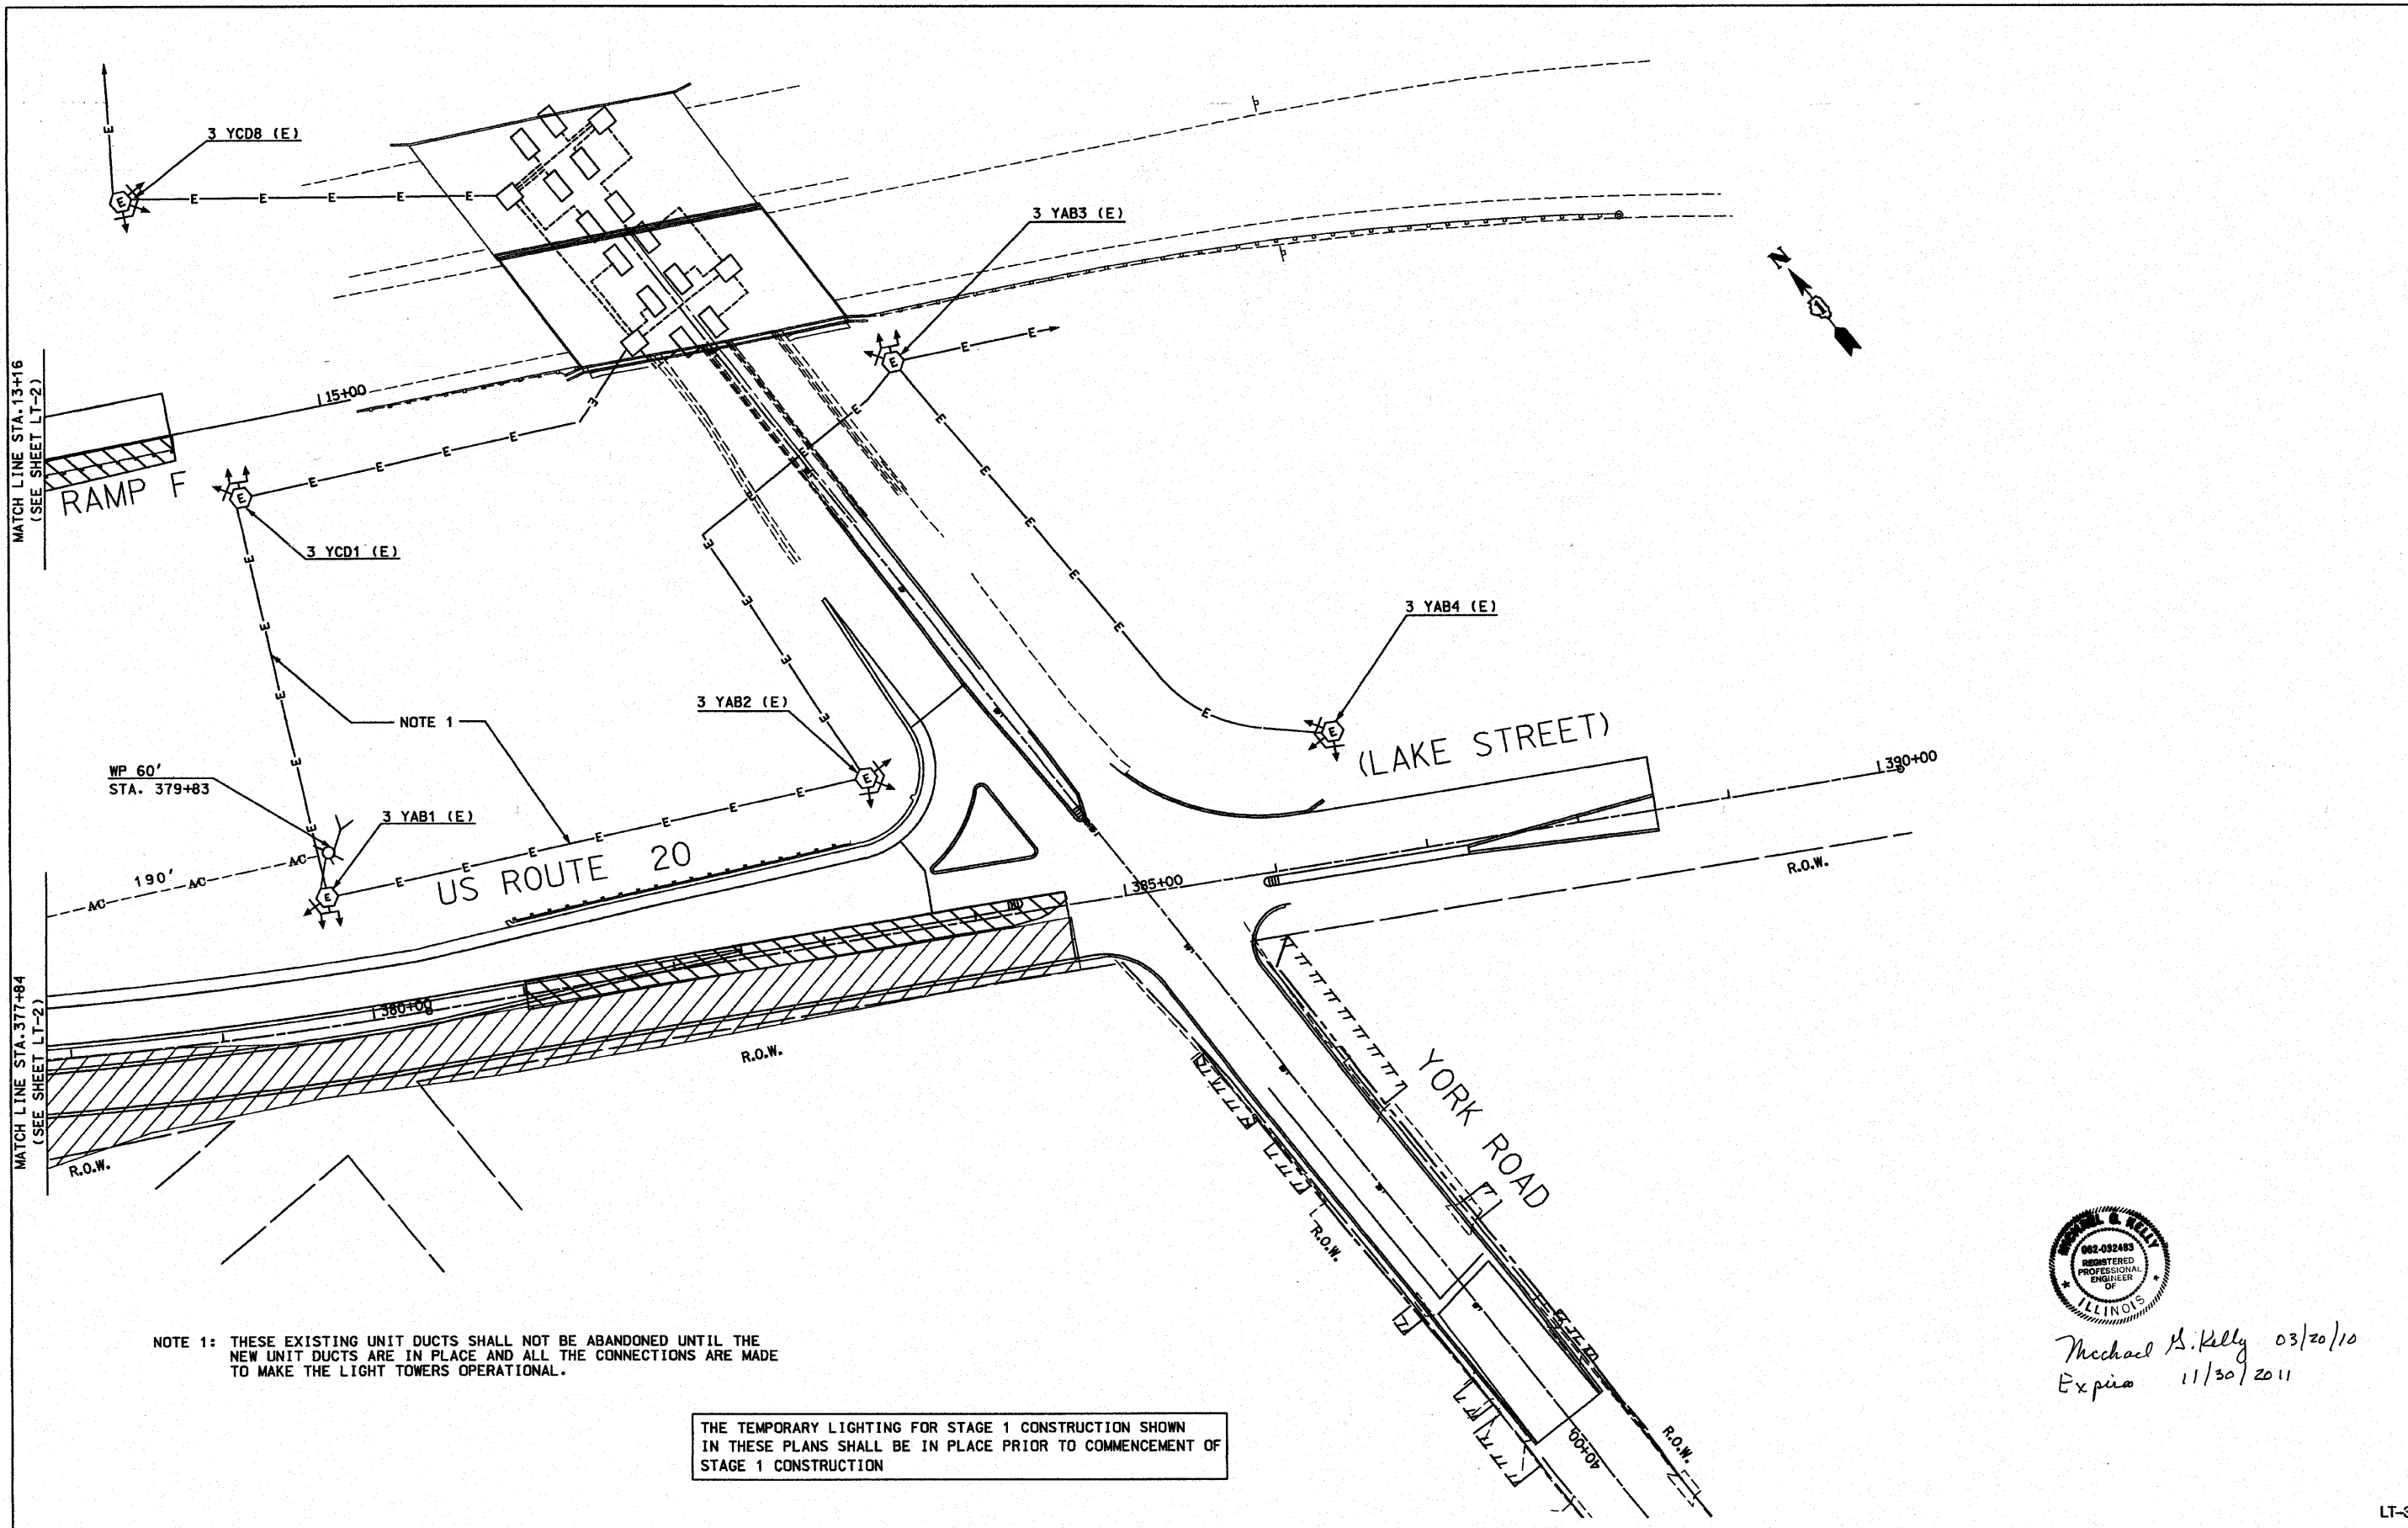 3 YCD8 (E)
3 YAB3 (E)
N
MATCH LINE STA.13+16
(SEE SHEET LT-2)
15+00
RAMP F
3 YCD1 (E)
3 YAB4 (E)
3 YAB2 (E)
NOTE 1
(LAKE STREET)
WP 60'
STA. 379+83
390+00
3 YAB1 (E)
190'
A/C
A/C
A/C
US ROUTE 20
R.O.W.
385+00
MATCH LINE STA.377+84
(SEE SHEET LT-2)
380+00
R.O.W.
R.O.W.
YORK ROAD
R.O.W.
R.O.W.
40+00
MICHAEL G. KELLY
062-032483
REGISTERED
PROFESSIONAL
ENGINEER
OF
ILLINOIS
Michael G. Kelly 03/20/10
Expires 11/30/2011
NOTE 1: THESE EXISTING UNIT DUCTS SHALL NOT BE ABANDONED UNTIL THE
NEW UNIT DUCTS ARE IN PLACE AND ALL THE CONNECTIONS ARE MADE
TO MAKE THE LIGHT TOWERS OPERATIONAL.
THE TEMPORARY LIGHTING FOR STAGE 1 CONSTRUCTION SHOWN
IN THESE PLANS SHALL BE IN PLACE PRIOR TO COMMENCEMENT OF
STAGE 1 CONSTRUCTION